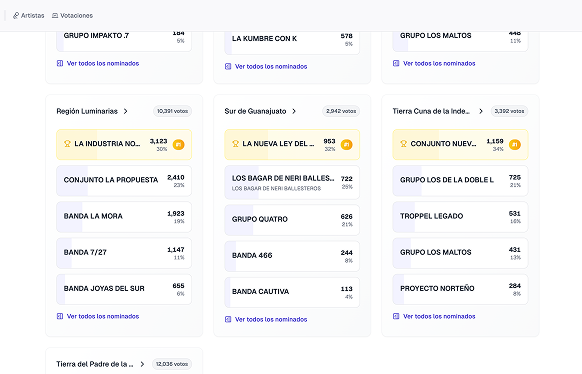 Artistas Votaciones
GRUPO IMPAKTO .7 184
5%
Ver todos los nominados
LA KUMBRE CON K 578
5%
Ver todos los nominados
GRUPO LOS MALTOS 448
11%
Ver todos los nominados
Región Luminarias 10,391 votos
LA INDUSTRIA NO... 3,123 #1
30%
CONJUNTO LA PROPUESTA 2,410
23%
BANDA LA MORA 1,923
19%
BANDA 7/27 1,147
11%
BANDA JOYAS DEL SUR 655
6%
Ver todos los nominados
Sur de Guanajuato 2,942 votos
LA NUEVA LEY DEL ... 953 #1
32%
LOS BAGAR DE NERI BALLES... 722
LOS BAGAR DE NERI BALLESTEROS 25%
GRUPO QUATRO 626
21%
BANDA 466 244
8%
BANDA CAUTIVA 113
4%
Ver todos los nominados
Tierra Cuna de la Inde... 3,392 votos
CONJUNTO NUEV... 1,159 #1
34%
GRUPO LOS DE LA DOBLE L 725
21%
TROPPEL LEGADO 531
16%
GRUPO LOS MALTOS 431
13%
PROYECTO NORTEÑO 284
8%
Ver todos los nominados
Tierra del Padre de la ... 12,036 votos